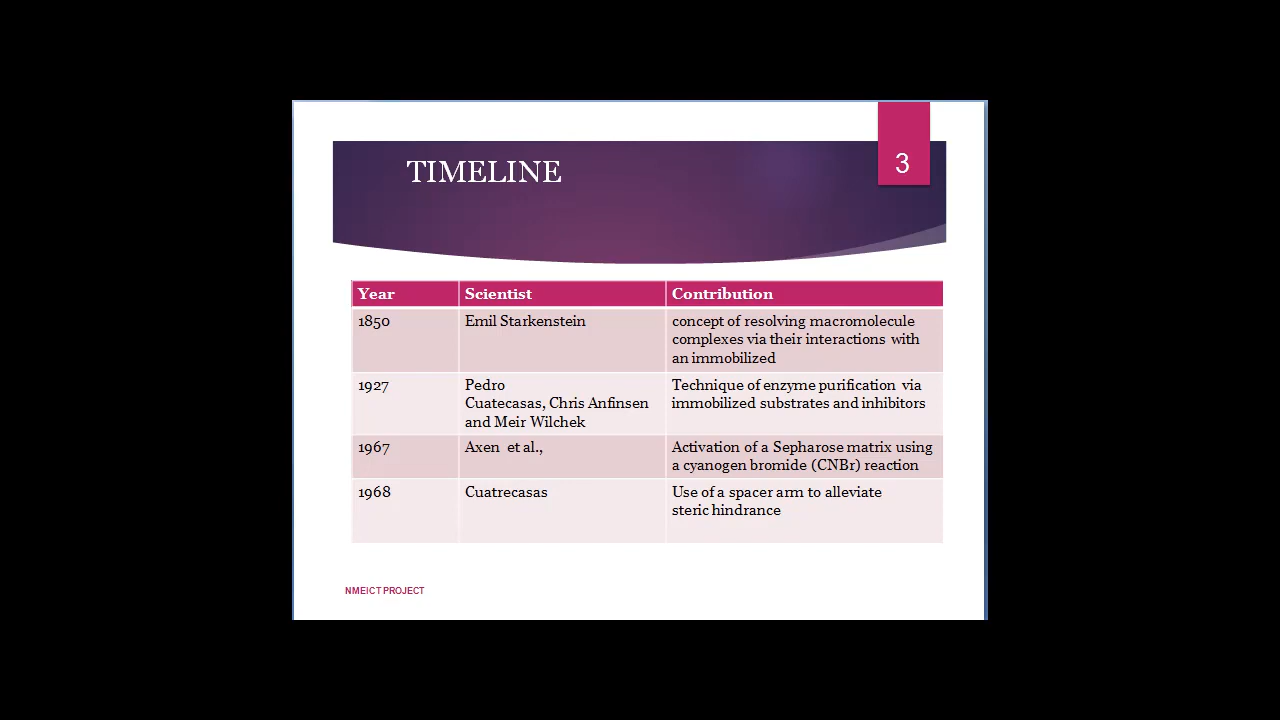 3
TIMELINE
Year Scientist Contribution
1850 Emil Starkenstein concept of resolving macromolecule
complexes via their interactions with
an immobilized
1927 Pedro Technique of enzyme purification via
Cuatecasas, Chris Anfinsen immobilized substrates and inhibitors
and Meir Wilchek
1967 Axen et al., Activation of a Sepharose matrix using
a cyanogen bromide (CNBr) reaction
1968 Cuatrecasas Use of a spacer arm to alleviate
steric hindrance
NMEICT PROJECT